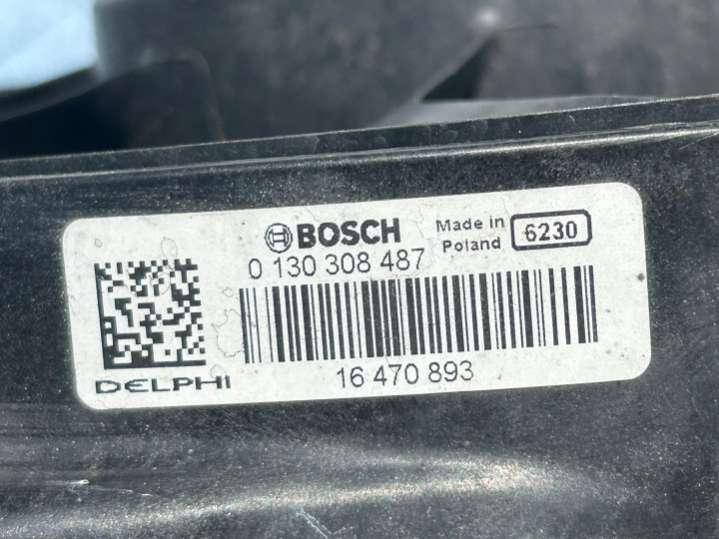 BOSCH
Made in
Poland
6230
0 130 308 487
16 470 893
DELPHI